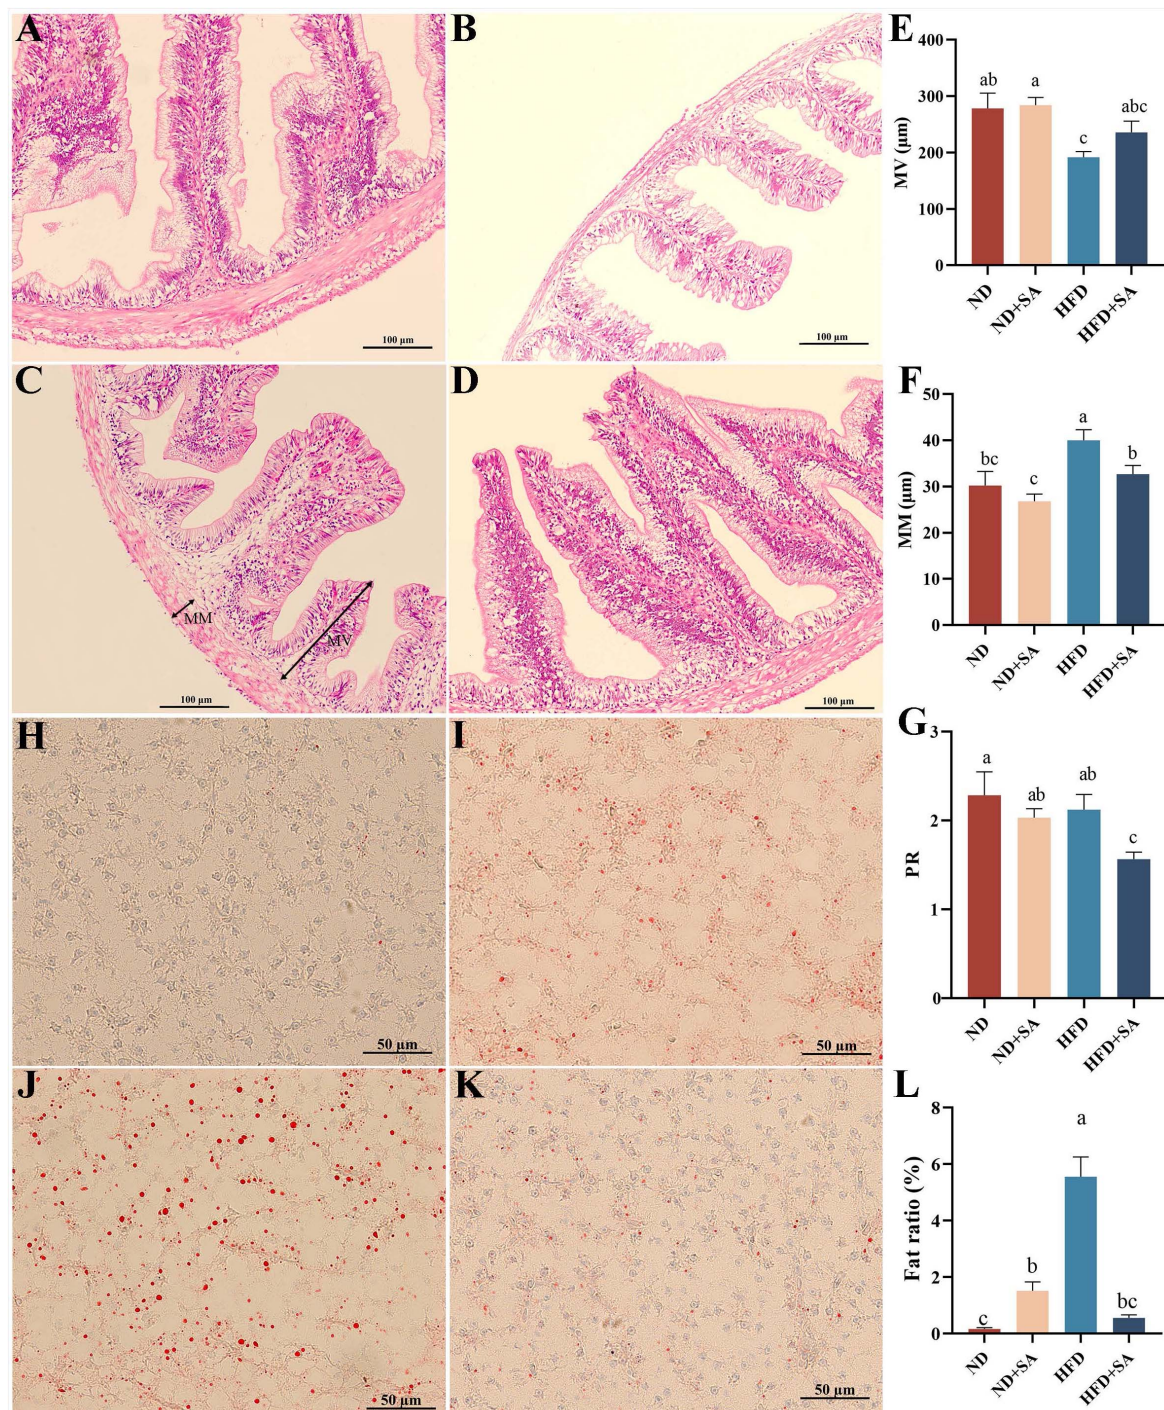 A
100 μm
B
100 μm
E
MV (μm)
400
300
200
100
0
ab
a
c
abc
ND
ND+SA
HFD
HFD+SA
C
MM
MV
100 μm
D
100 μm
F
MM (μm)
50
40
30
20
10
0
bc
c
a
b
ND
ND+SA
HFD
HFD+SA
H
50 μm
I
50 μm
G
PR
3
2
1
0
a
ab
ab
c
ND
ND+SA
HFD
HFD+SA
J
50 μm
K
50 μm
L
Fat ratio (%)
8
6
4
2
0
c
b
a
bc
ND
ND+SA
HFD
HFD+SA